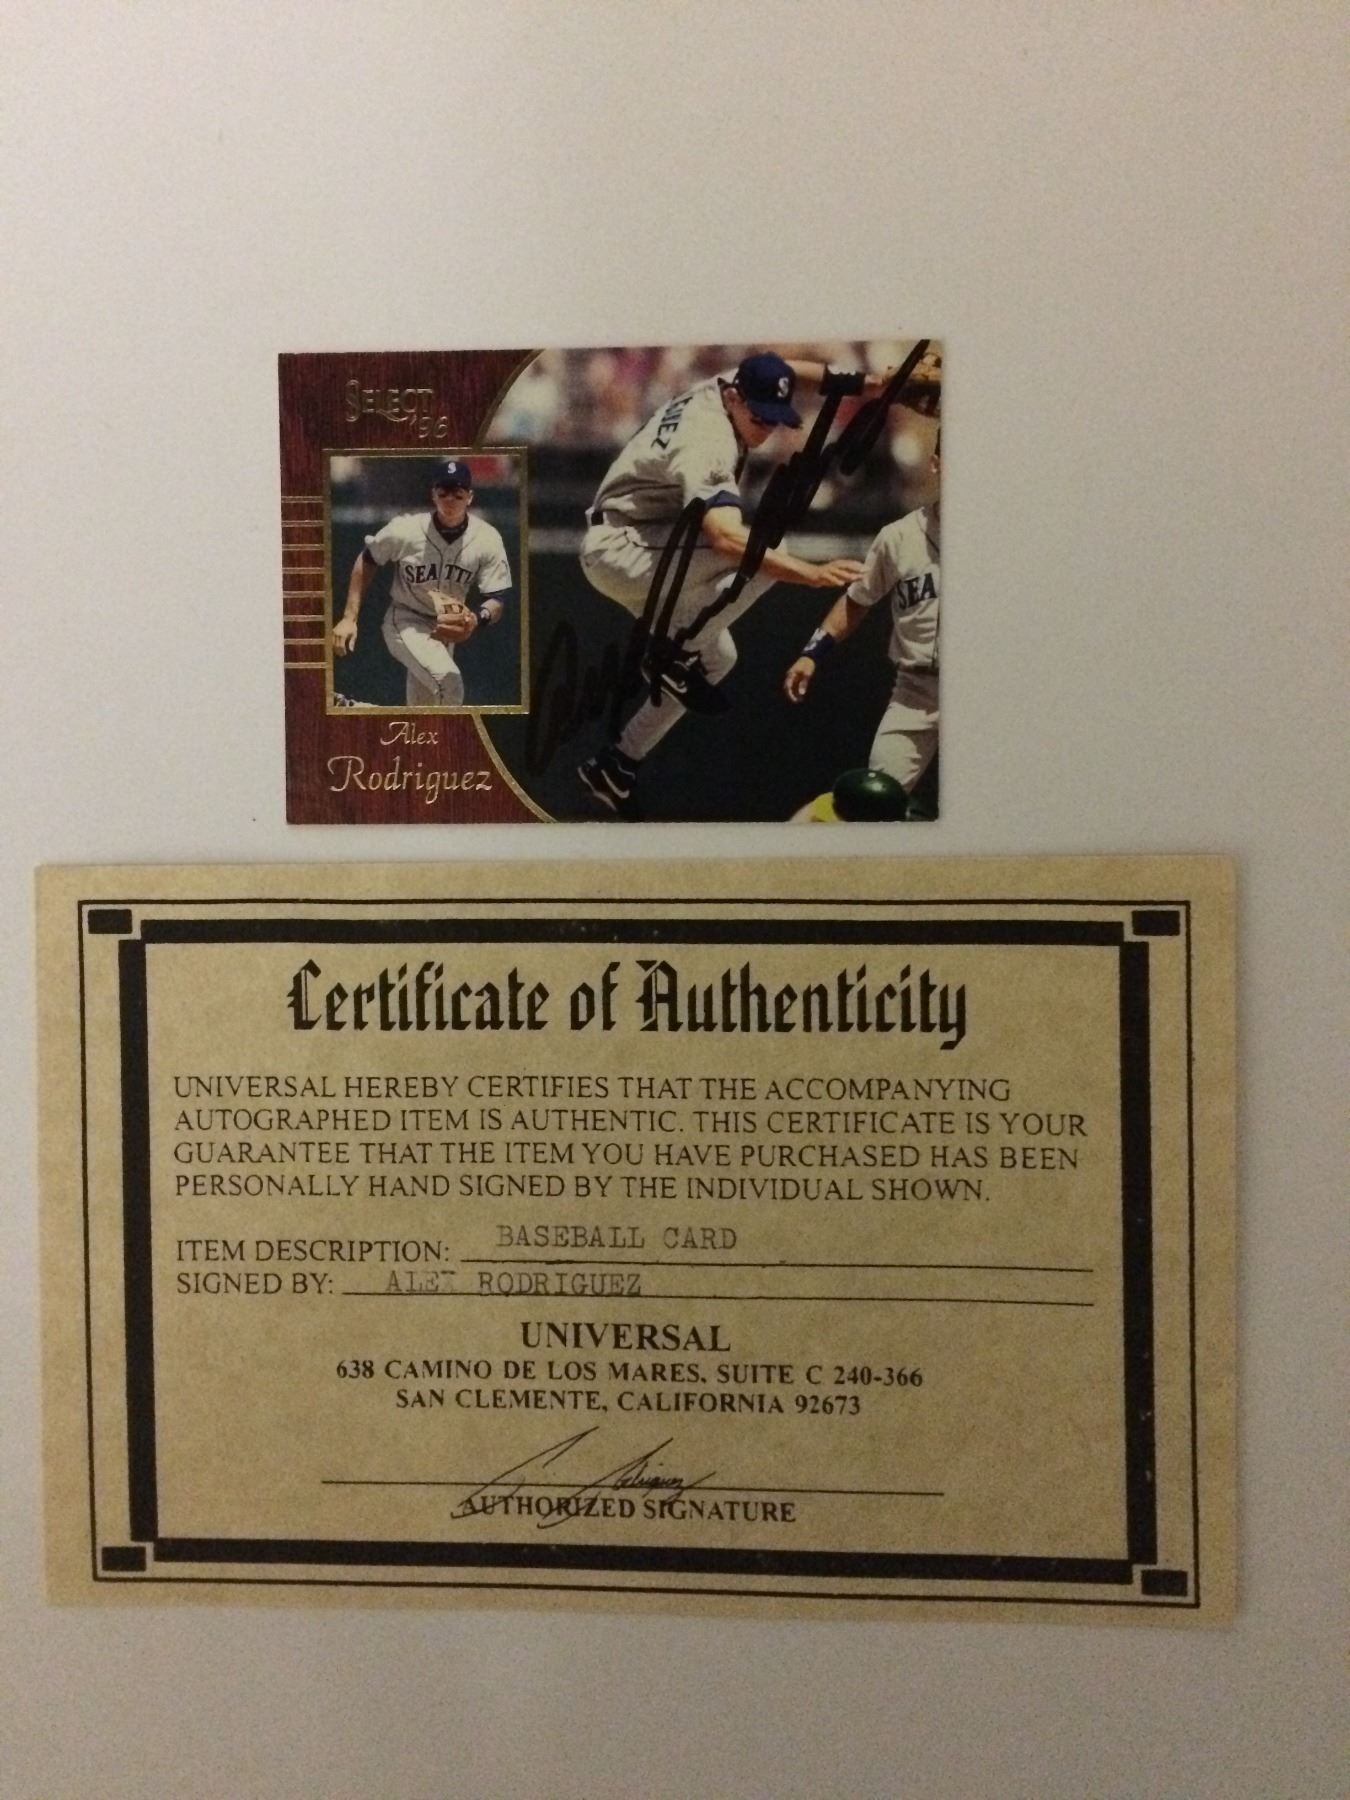 SELECT
'96
S
GUEZ
S
SEATTL
SEA
Alex
Rodriguez
Certificate of Authenticity
UNIVERSAL HEREBY CERTIFIES THAT THE ACCOMPANYING
AUTOGRAPHED ITEM IS AUTHENTIC. THIS CERTIFICATE IS YOUR
GUARANTEE THAT THE ITEM YOU HAVE PURCHASED HAS BEEN
PERSONALLY HAND SIGNED BY THE INDIVIDUAL SHOWN.
ITEM DESCRIPTION: BASEBALL CARD
SIGNED BY: ALEX RODRIGUEZ
UNIVERSAL
638 CAMINO DE LOS MARES, SUITE C 240-366
SAN CLEMENTE, CALIFORNIA 92673
AUTHORIZED SIGNATURE